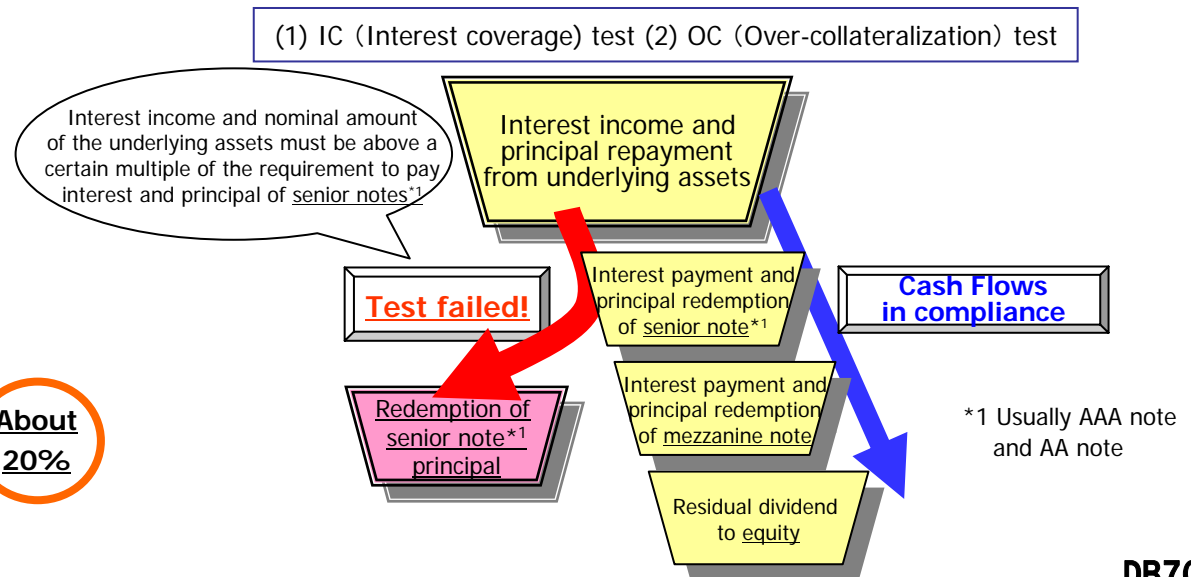 (1) IC (Interest coverage) test (2) OC (Over-collateralization) test
Interest income and nominal amount
of the underlying assets must be above a
certain multiple of the requirement to pay
interest and principal of senior notes*1
Interest income and
principal repayment
from underlying assets
Test failed!
Interest payment and
principal redemption
of senior note*1
Cash Flows
in compliance
Redemption of
senior note*1
principal
Interest payment and
principal redemption
of mezzanine note
*1 Usually AAA note
and AA note
About
20%
Residual dividend
to equity